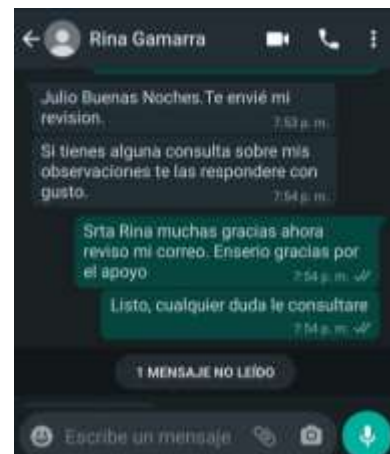 Rina Gamarra
Julio Buenas Noches.Te envié mi
revision.
7:53 p. m.
Si tienes alguna consulta sobre mis
observaciones te las respondere con
gusto.
7:54 p. m.
Srta Rina muchas gracias ahora
reviso mi correo. Enserio gracias por
el apoyo
7:54 p. m.
Listo, cualquier duda le consultare
7:54 p. m.
1 MENSAJE NO LEÍDO
Escribe un mensaje